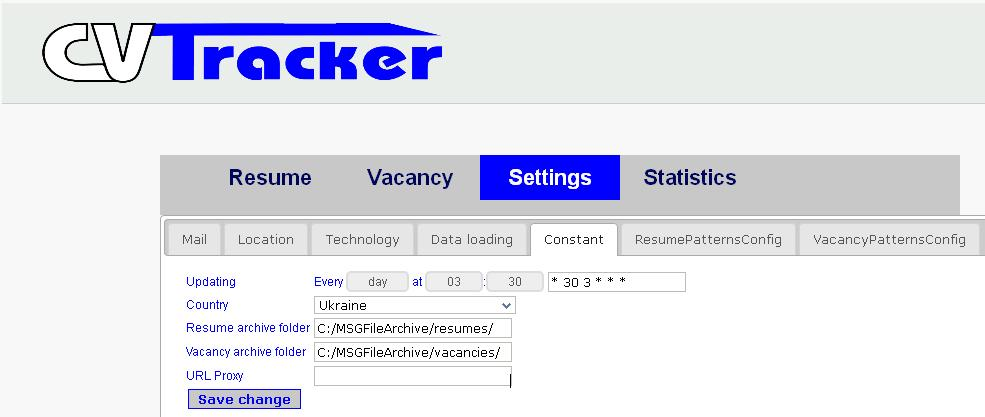 CVTracker
Resume Vacancy Settings Statistics
Mail Location Technology Data loading Constant ResumePatternsConfig VacancyPatternsConfig
Updating Every day at 03 : 30 * 30 3 * * *
Country Ukraine
Resume archive folder C:/MSGFileArchive/resumes/
Vacancy archive folder C:/MSGFileArchive/vacancies/
URL Proxy
Save change